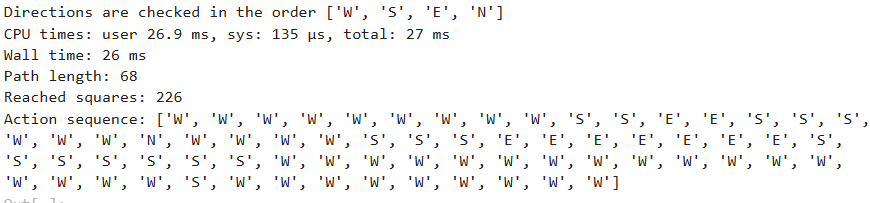 Directions are checked in the order ['W', 'S', 'E', 'N']
CPU times: user 26.9 ms, sys: 135 µs, total: 27 ms
Wall time: 26 ms
Path length: 68
Reached squares: 226
Action sequence: ['W', 'W', 'W', 'W', 'W', 'W', 'W', 'W', 'W', 'S', 'S', 'E', 'E', 'S', 'S', 'S',
'W', 'W', 'W', 'N', 'W', 'W', 'W', 'W', 'S', 'S', 'S', 'E', 'E', 'E', 'E', 'E', 'E', 'E', 'S',
'S', 'S', 'S', 'S', 'S', 'S', 'W', 'W', 'W', 'W', 'W', 'W', 'W', 'W', 'W', 'W', 'W', 'W', 'W',
'W', 'W', 'W', 'W', 'S', 'W', 'W', 'W', 'W', 'W', 'W', 'W', 'W', 'W']